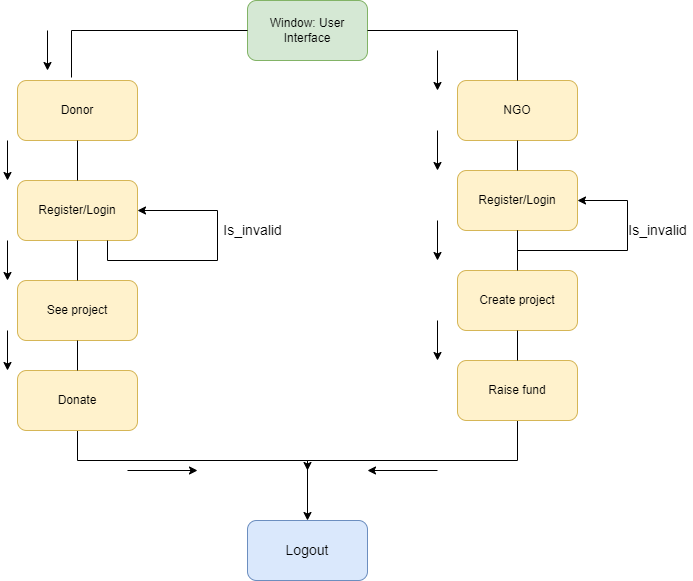 Window: User
Interface
Donor
NGO
Register/Login
Register/Login
Is_invalid
Is_invalid
See project
Create project
Donate
Raise fund
Logout